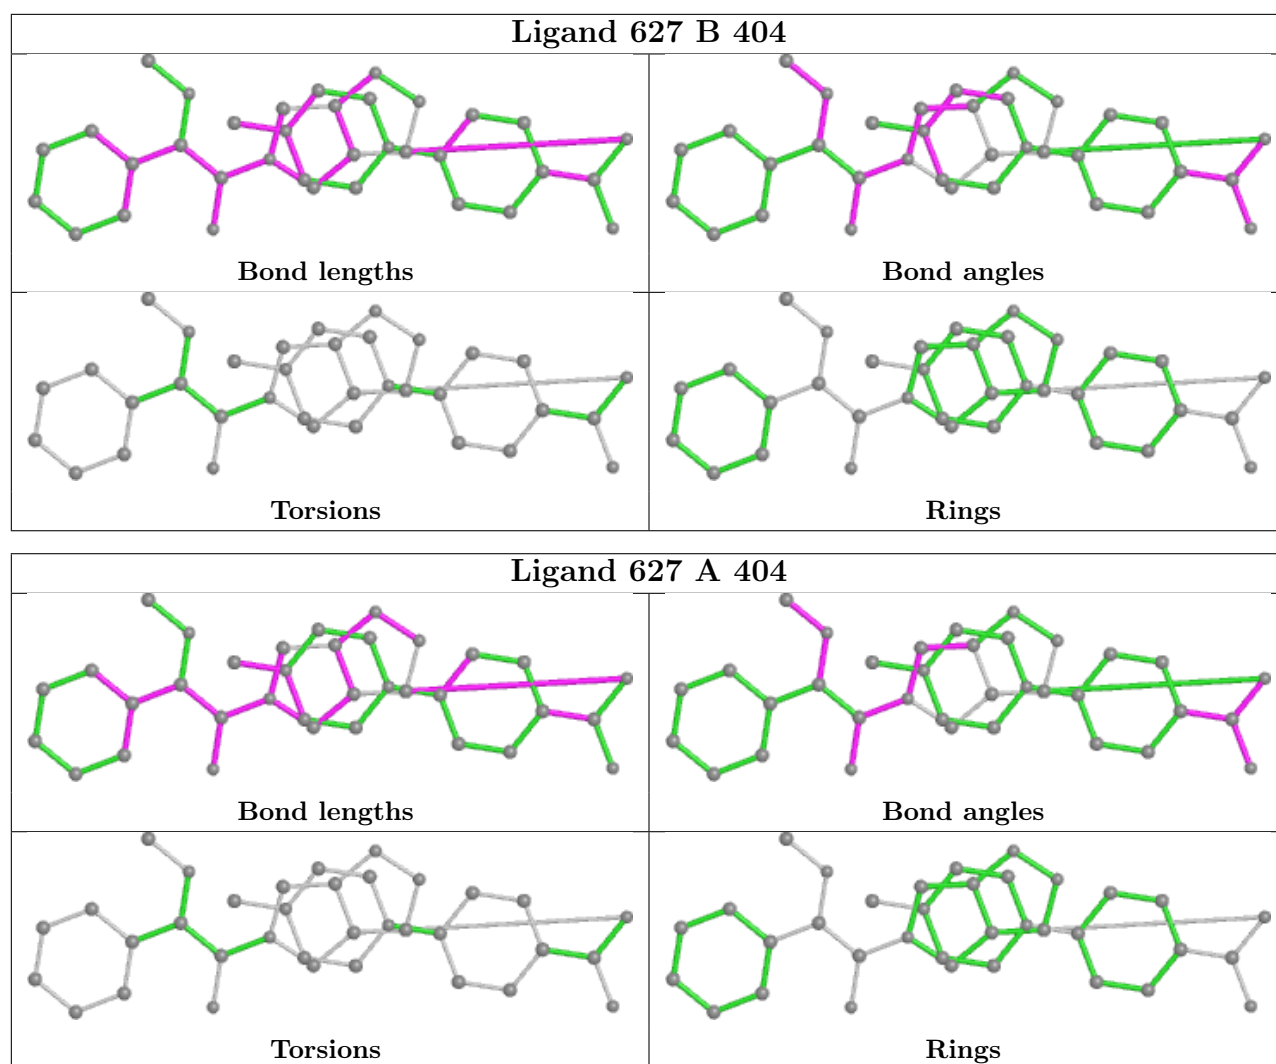 Ligand 627 B 404
Bond lengths
Bond angles
Torsions
Rings
Ligand 627 A 404
Bond lengths
Bond angles
Torsions
Rings